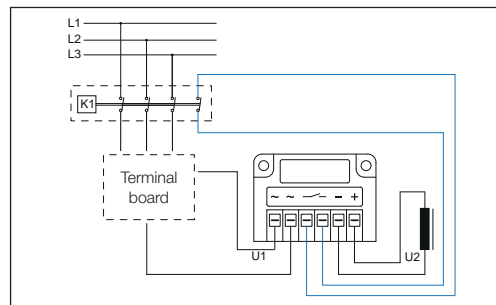 L1
L2
L3
K1
Terminal
board
~ ~ − +
U1
U2